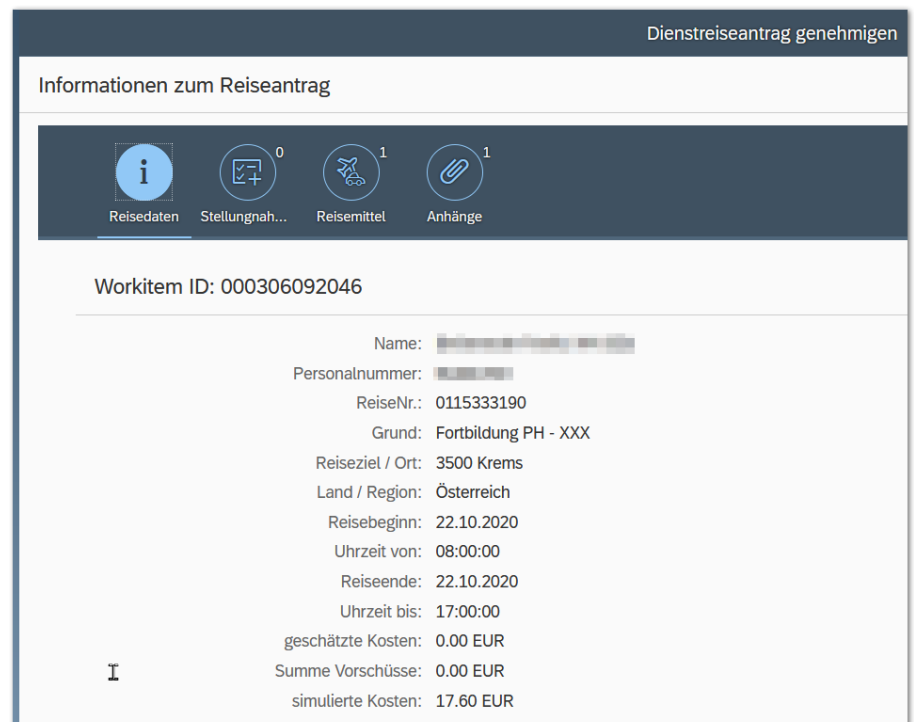 Dienstreiseantrag genehmigen
Informationen zum Reiseantrag
0 1 1
Reisedaten Stellungnah... Reisemittel Anhänge
Workitem ID: 000306092046
Name:
Personalnummer:
ReiseNr.: 0115333190
Grund: Fortbildung PH - XXX
Reiseziel / Ort: 3500 Krems
Land / Region: Österreich
Reisebeginn: 22.10.2020
Uhrzeit von: 08:00:00
Reiseende: 22.10.2020
Uhrzeit bis: 17:00:00
geschätzte Kosten: 0.00 EUR
Summe Vorschüsse: 0.00 EUR
simulierte Kosten: 17.60 EUR